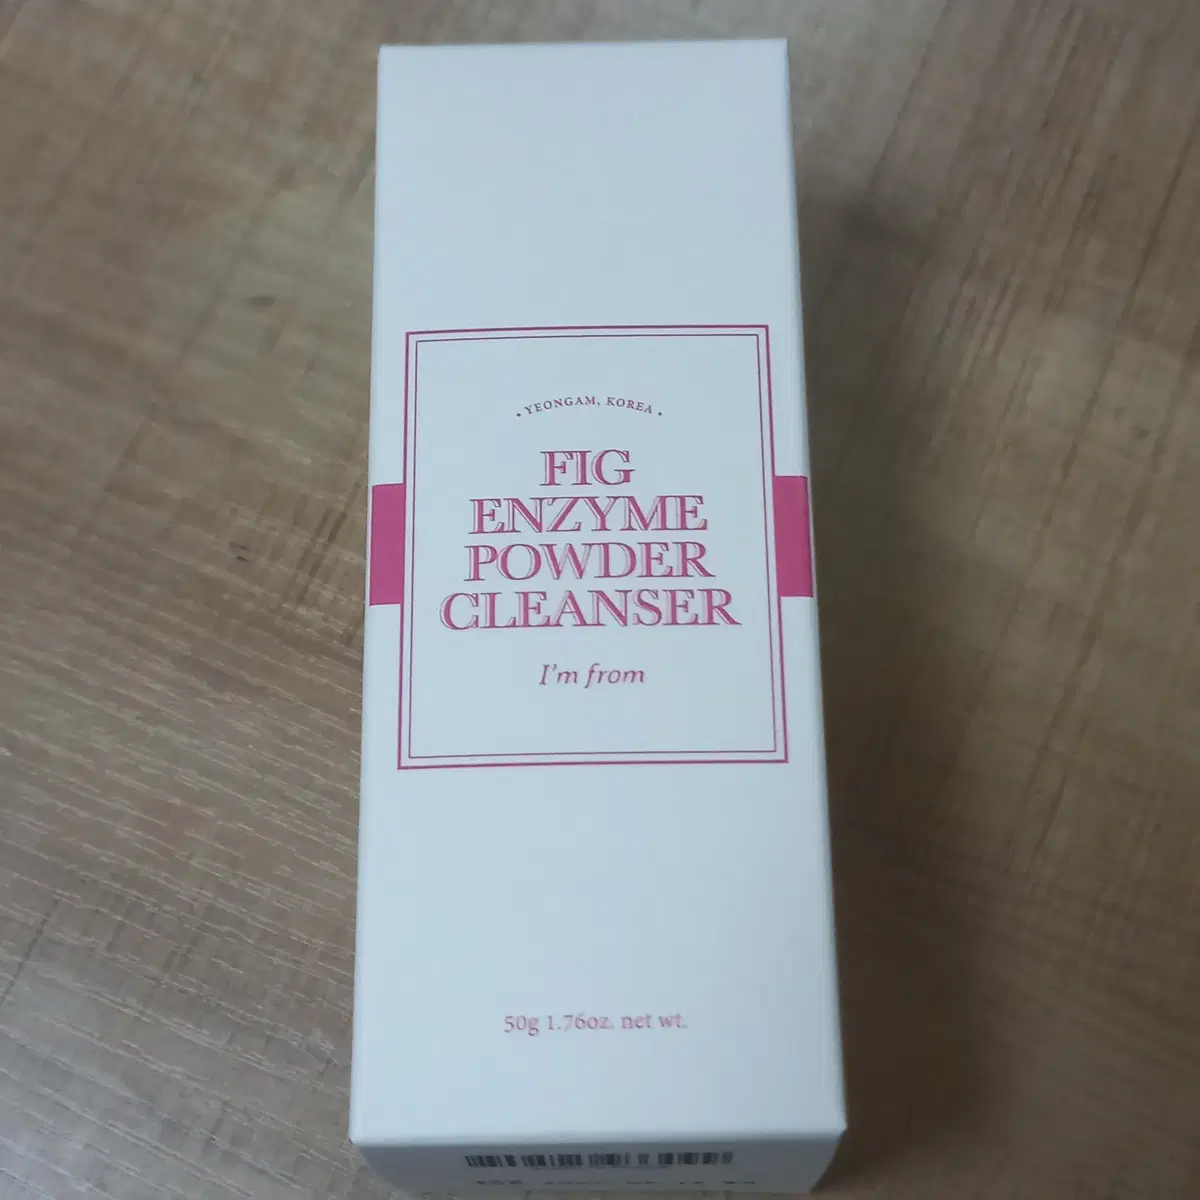 • YEONGAM, KOREA •
FIG
ENZYME
POWDER
CLEANSER
I'm from
50g 1.76oz. net wt.